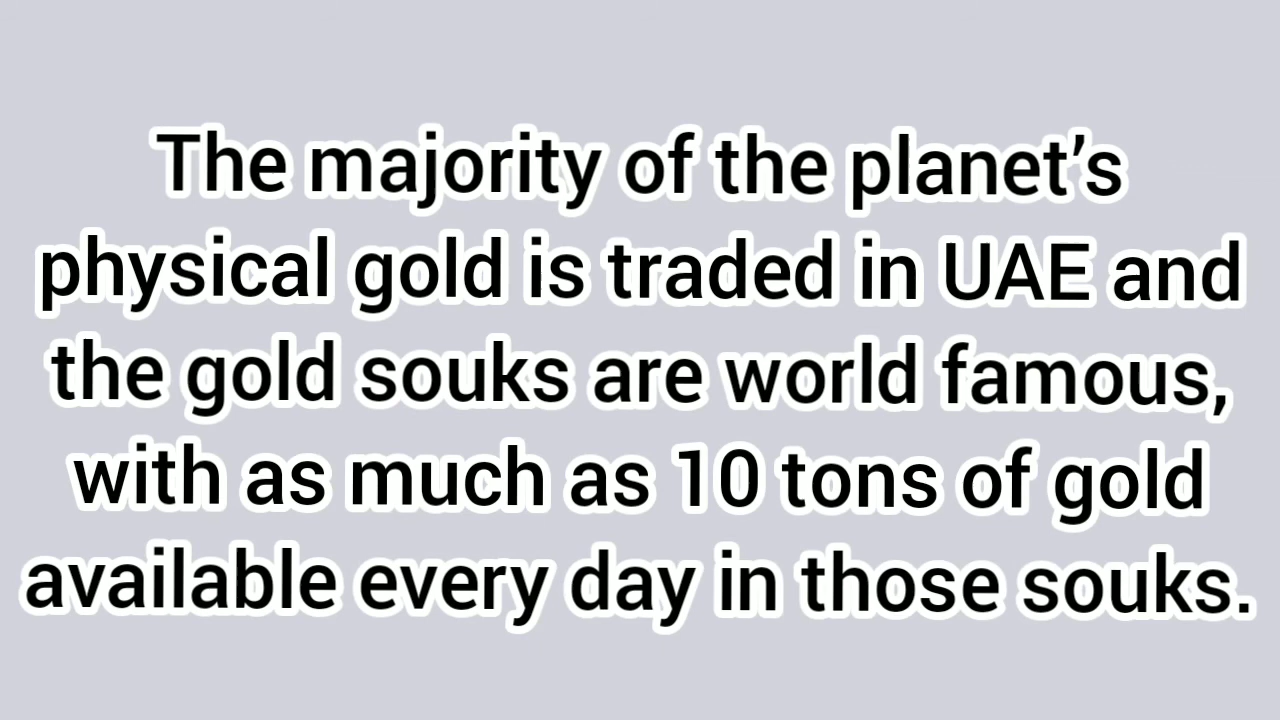 The majority of the planet’s
physical gold is traded in UAE and
the gold souks are world famous,
with as much as 10 tons of gold
available every day in those souks.